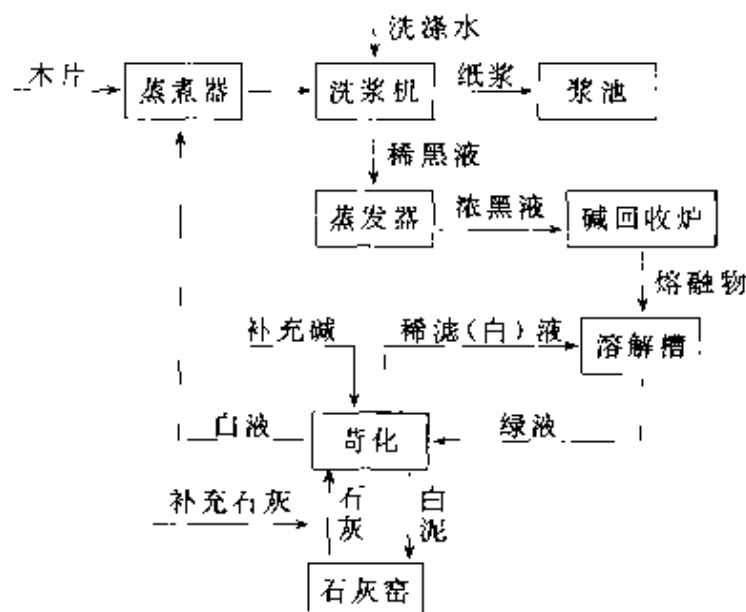 洗涤水
木片
蒸煮器
洗浆机
纸浆
浆池
稀黑液
蒸发器
浓黑液
碱回收炉
熔融物
补充碱
稀滤(白)液
溶解槽
白液
苛化
绿液
补充石灰
石灰
白泥
石灰窑